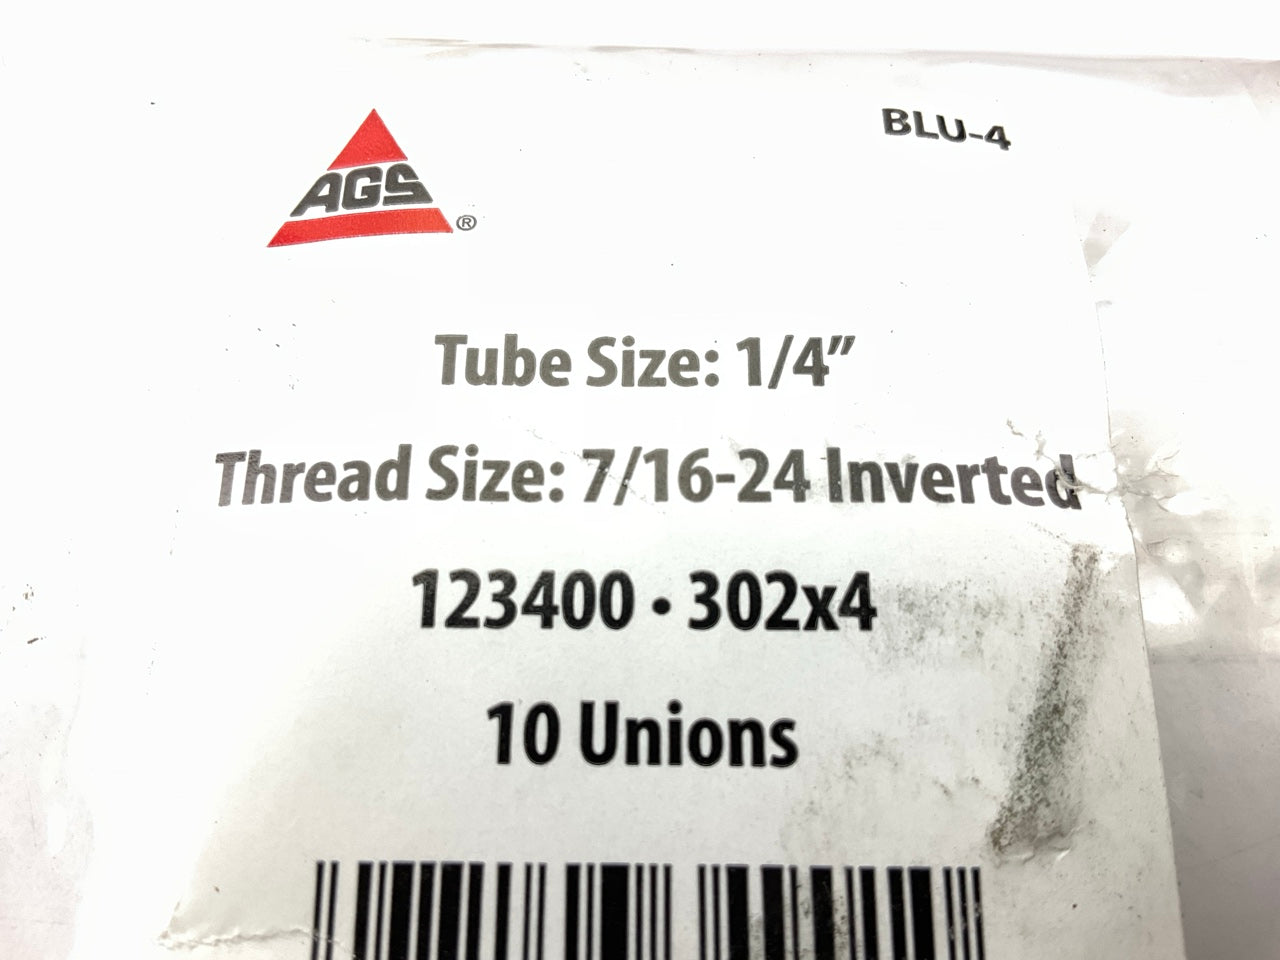 AGS®
BLU-4
Tube Size: 1/4”
Thread Size: 7/16-24 Inverted
123400 • 302x4
10 Unions